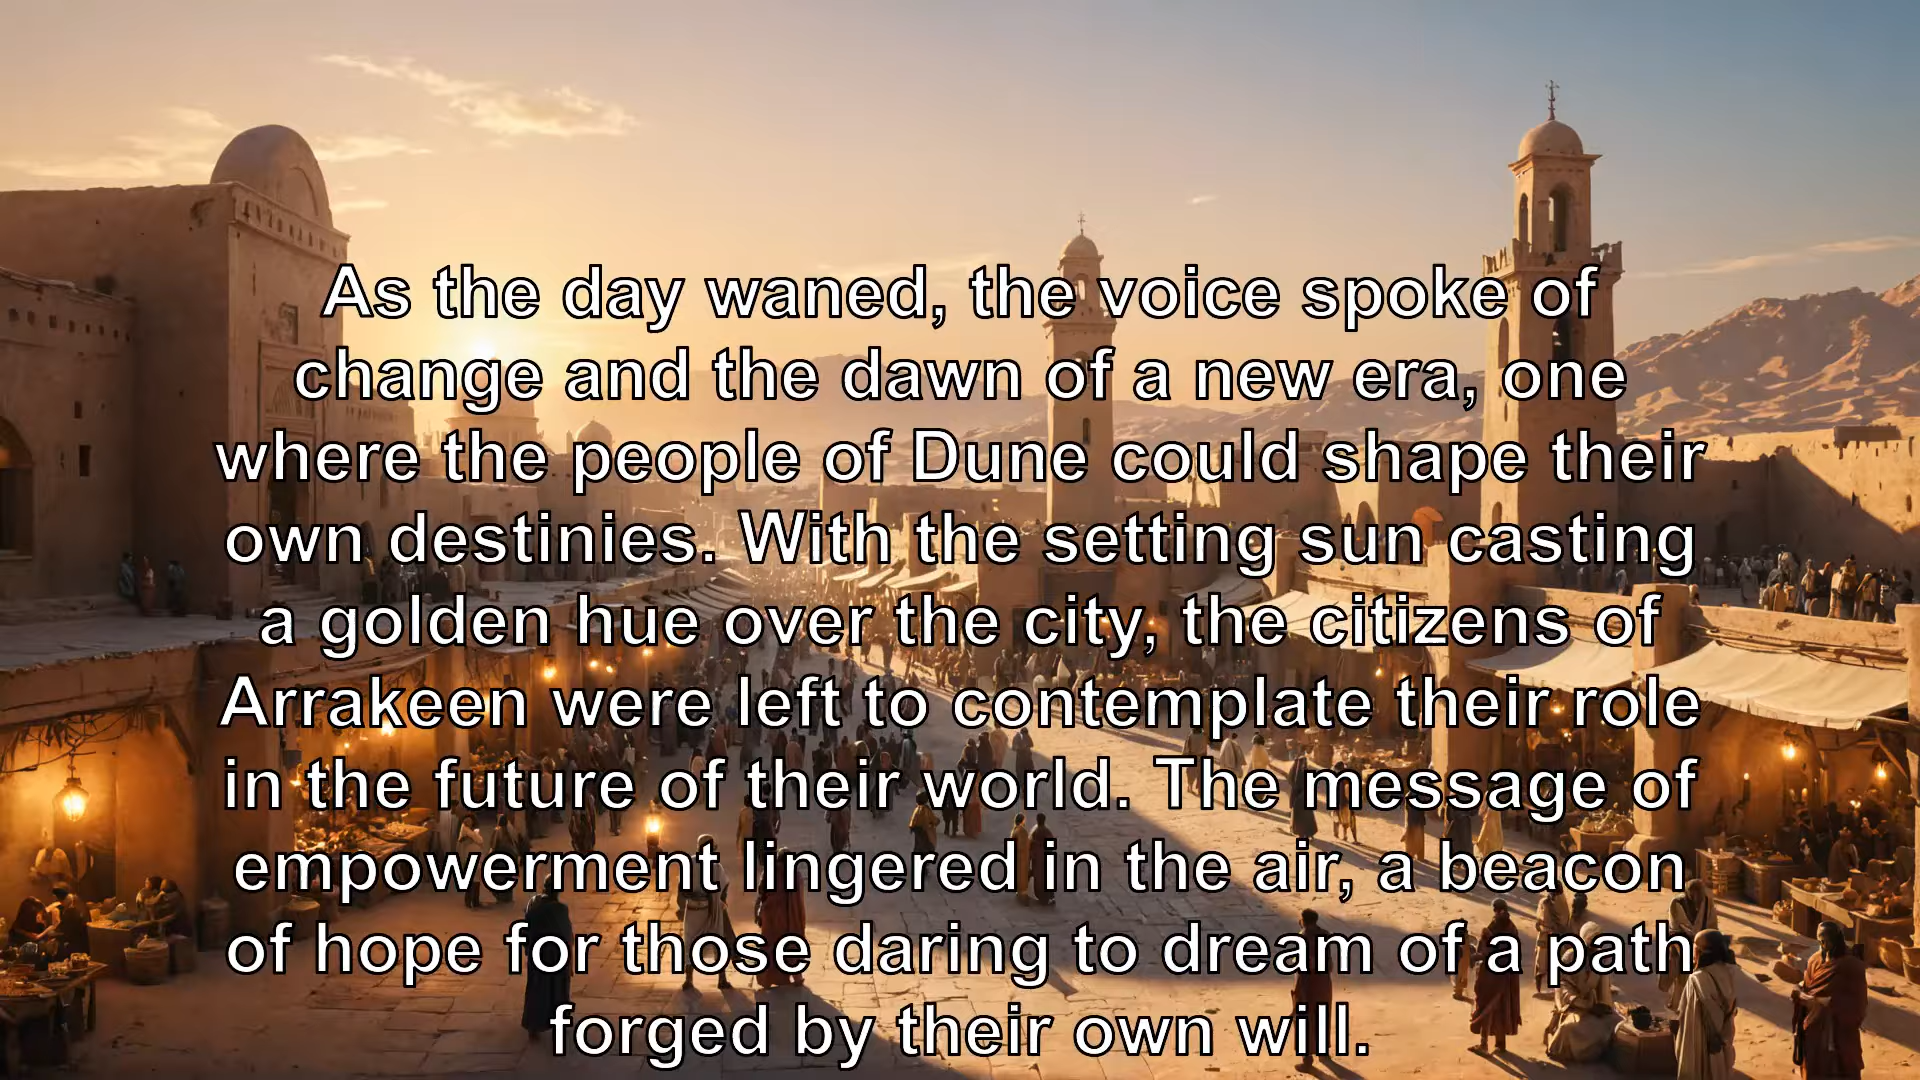 As the day waned, the voice spoke of
change and the dawn of a new era, one
where the people of Dune could shape their
own destinies. With the setting sun casting
a golden hue over the city, the citizens of
Arrakeen were left to contemplate their role
in the future of their world. The message of
empowerment lingered in the air, a beacon
of hope for those daring to dream of a path
forged by their own will.